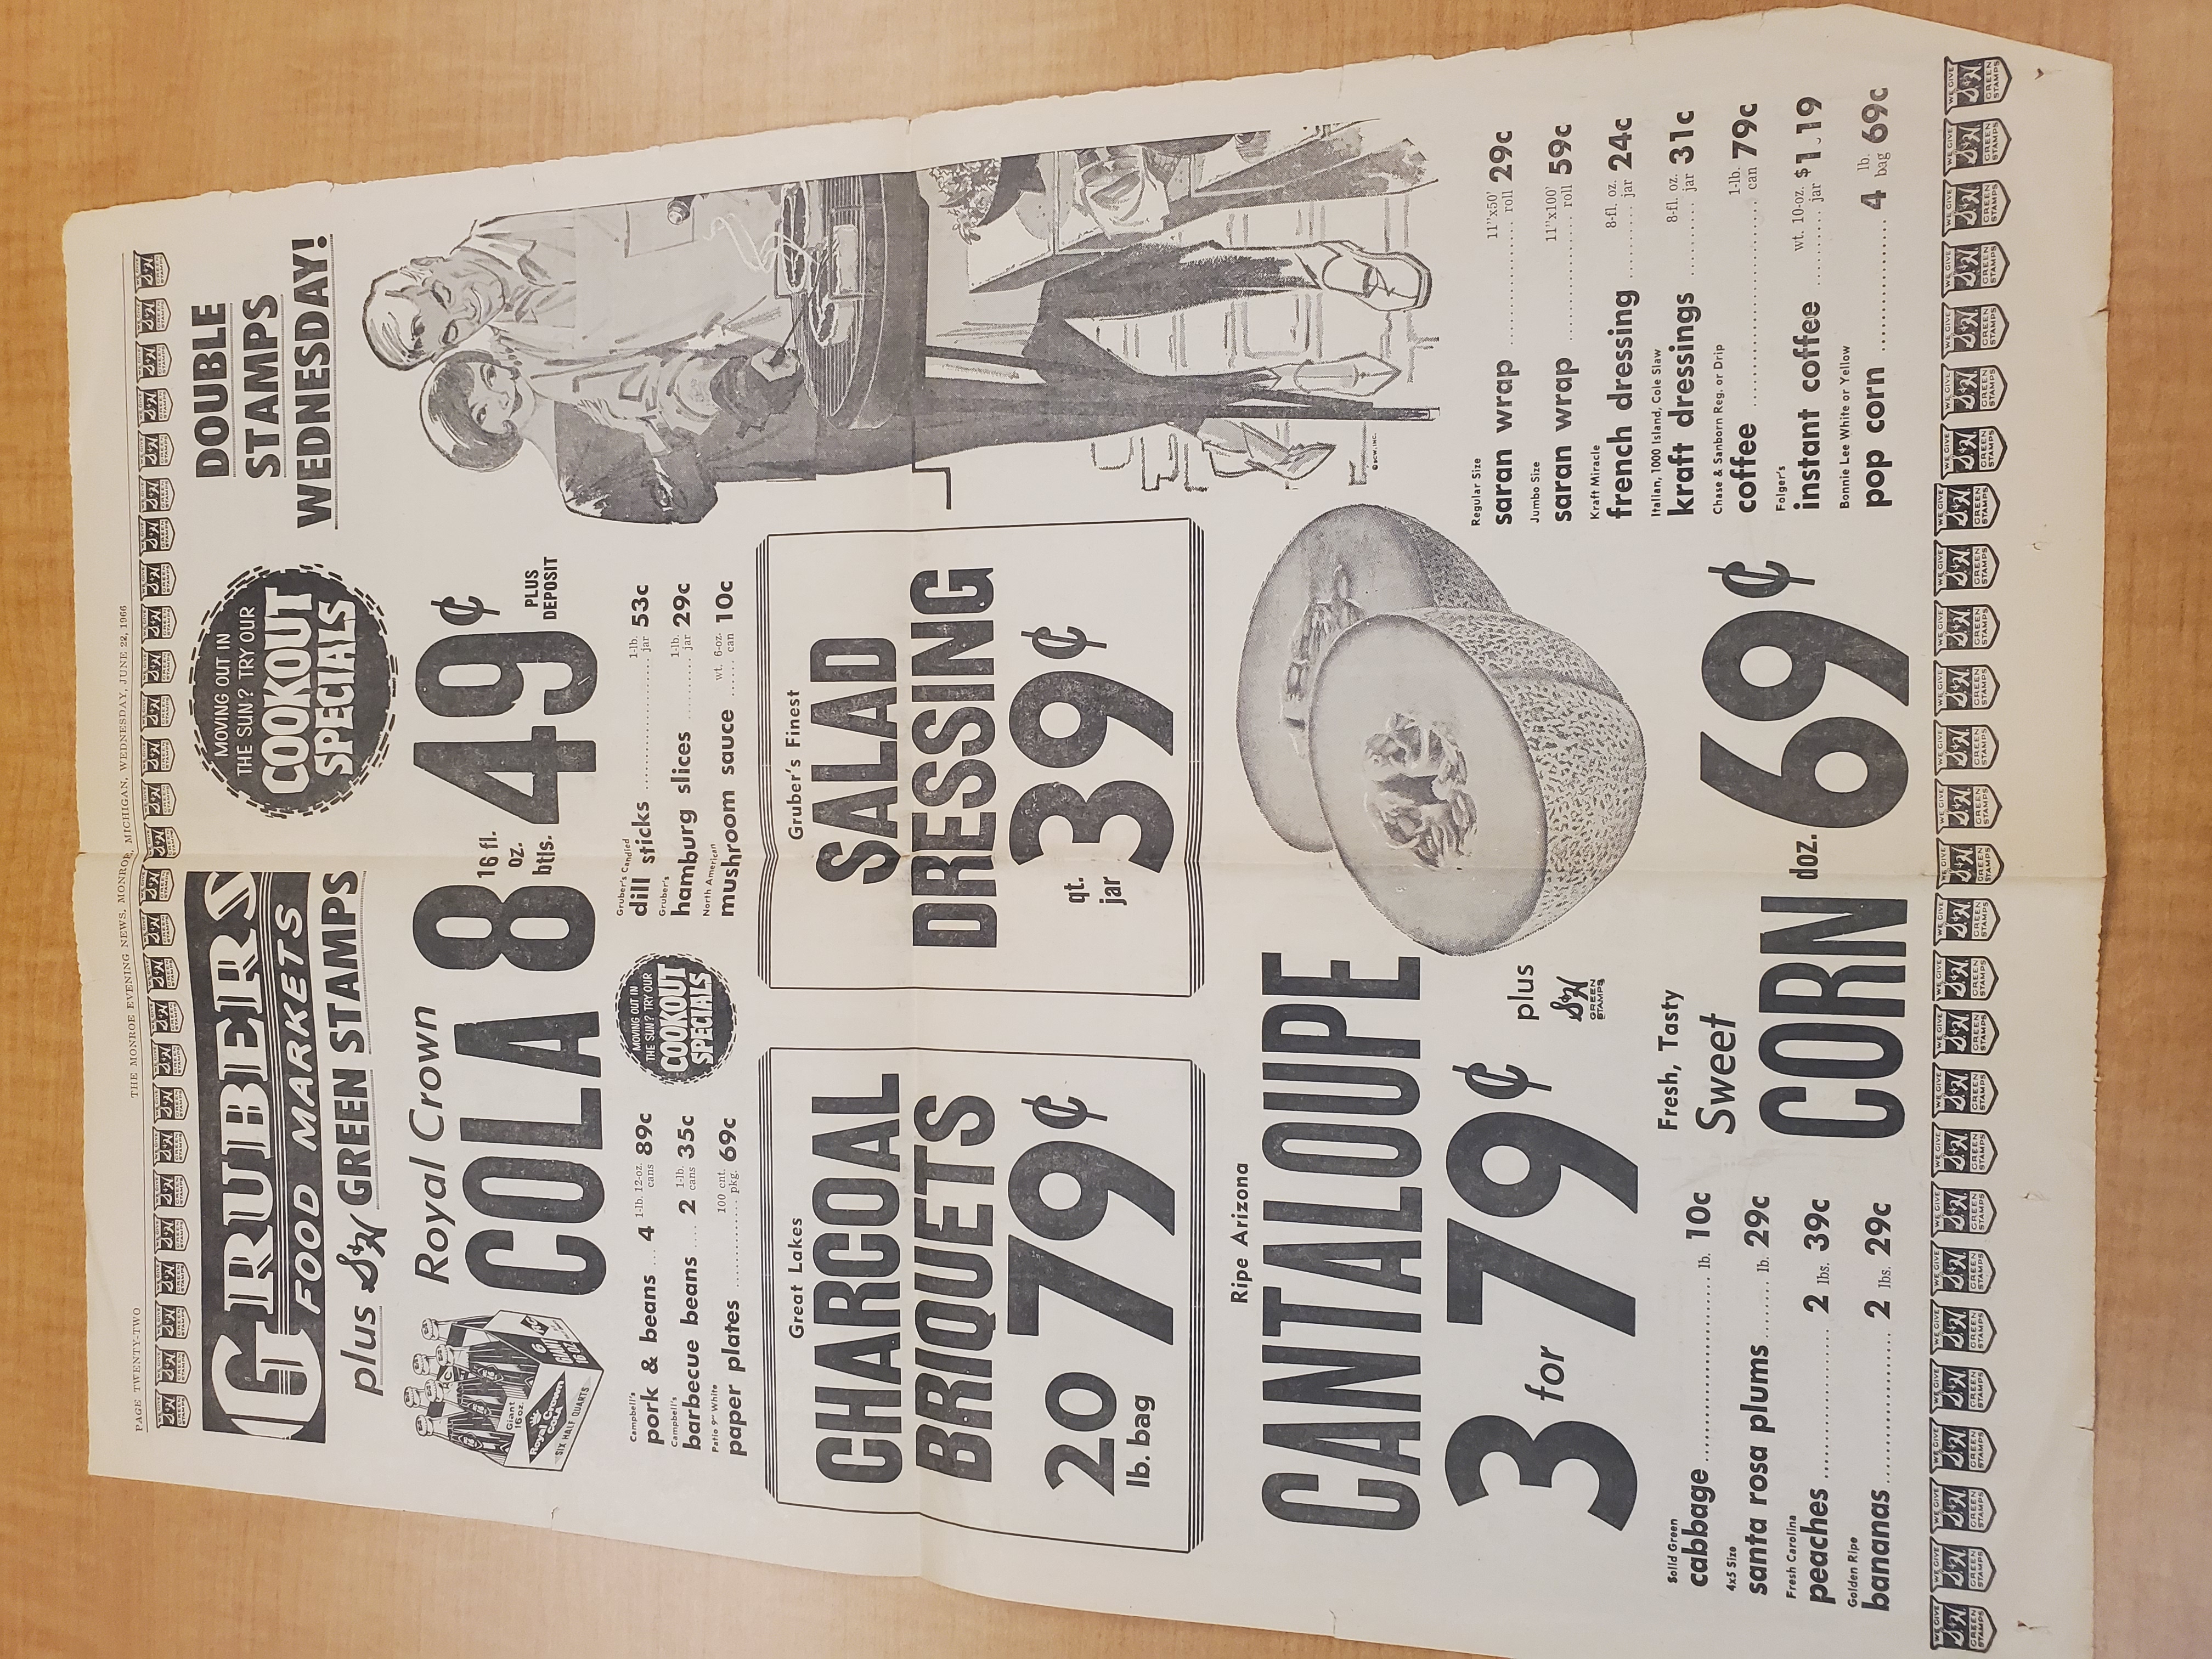 PAGE TWENTY-TWO
THE MONROE EVENING NEWS, MONROE, MICHIGAN, WEDNESDAY, JUNE 22, 1966
GRUBERS
FOOD MARKETS
plus S&H GREEN STAMPS
MOVING OUT IN
THE SUN? TRY OUR
COOKOUT
SPECIALS
DOUBLE
STAMPS
WEDNESDAY!
Giant
16 oz.
Royal Crown
COLA
SIX HALF QUARTS
Royal Crown
COLA 8 16 fl. oz. btls. 49¢
PLUS
DEPOSIT
Campbell's
pork & beans ... 4 1-lb. 12-oz. cans 89c
Campbell's
barbecue beans .... 2 1-lb. cans 35c
Patio 9" White
paper plates ............ 100 cnt. pkg. 69c
MOVING OUT IN
THE SUN? TRY OUR
COOKOUT
SPECIALS
Gruber's Candied
dill sticks ................... 1-lb. jar 53c
Gruber's
hamburg slices ......... 1-lb. jar 29c
North American
mushroom sauce ...... wt. 6-oz. can 10c
Great Lakes
CHARCOAL
BRIQUETS
20 lb. bag 79¢
Gruber's Finest
SALAD
DRESSING
qt. jar 39¢
©BCW, INC.
Ripe Arizona
CANTALOUPE
3 for 79¢
plus
S&H
GREEN
STAMPS
Solid Green
cabbage ............................ lb. 10c
4x5 Size
santa rosa plums ......... lb. 29c
Fresh Carolina
peaches ..................... 2 lbs. 39c
Golden Ripe
bananas ..................... 2 lbs. 29c
Fresh, Tasty
Sweet
CORN doz. 69¢
Regular Size
saran wrap ................ 11"x50' roll 29c
Jumbo Size
saran wrap ................ 11"x100' roll 59c
Kraft Miracle
french dressing ......... 8-fl. oz. jar 24c
Italian, 1000 Island, Cole Slaw
kraft dressings .......... 8-fl. oz. jar 31c
Chase & Sanborn Reg. or Drip
coffee ............................. 1-lb. can 79c
Folger's
instant coffee ........ wt. 10-oz. jar $1.19
Bonnie Lee White or Yellow
pop corn ................. 4 lb. bag 69c
WE GIVE
S&H
GREEN
STAMPS